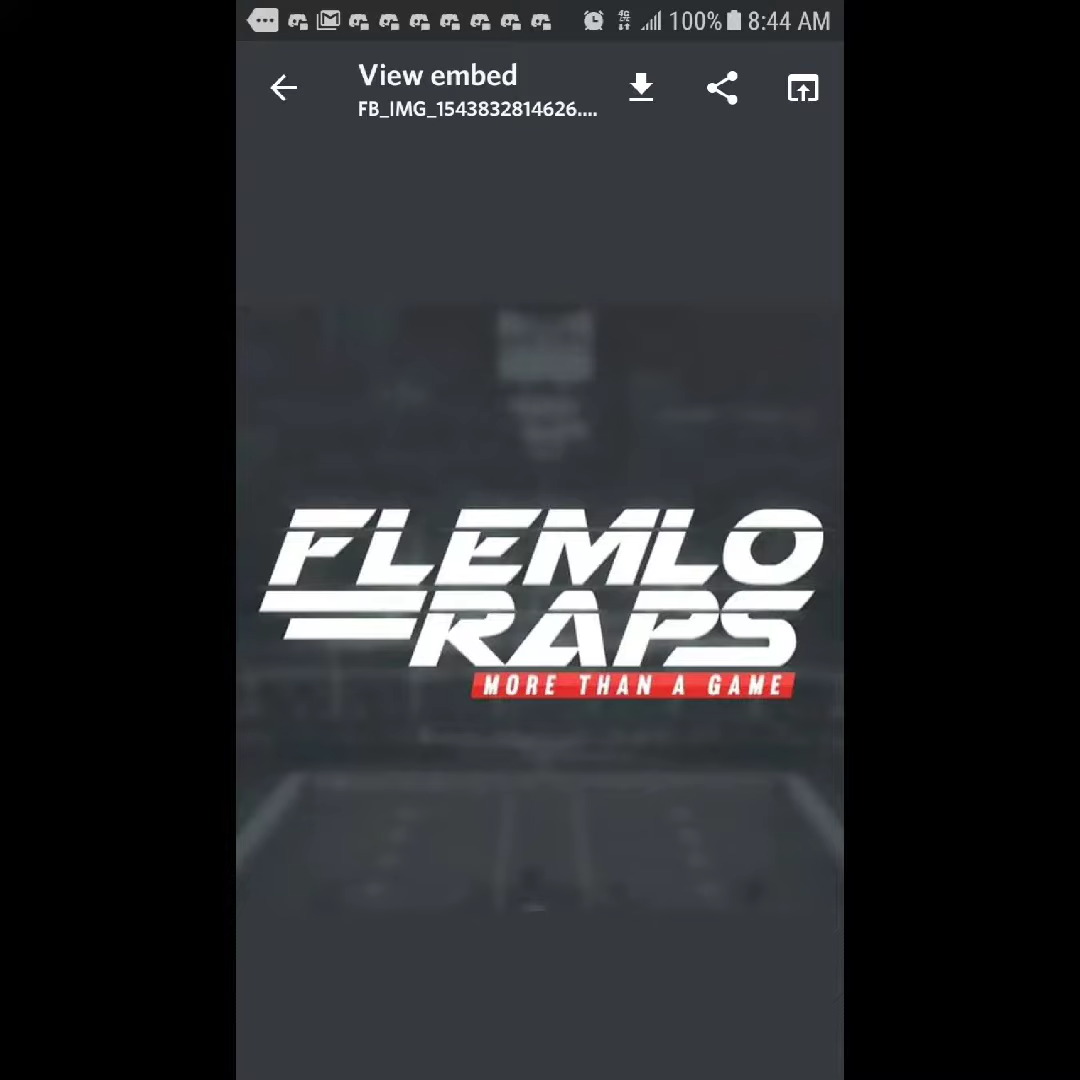 100% 8:44 AM
View embed
FB_IMG_1543832814626....
FLEMLO
RAPS
MORE THAN A GAME